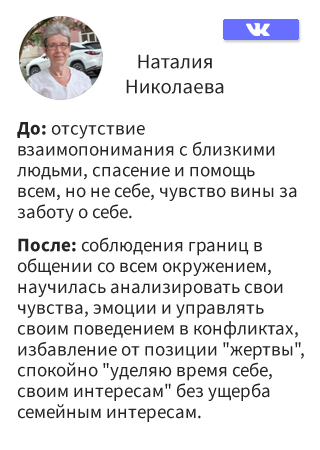 Наталия
Николаева
До: отсутствие
взаимопонимания с близкими
людьми, спасение и помощь
всем, но не себе, чувство вины за
заботу о себе.
После: соблюдения границ в
общении со всем окружением,
научилась анализировать свои
чувства, эмоции и управлять
своим поведением в конфликтах,
избавление от позиции "жертвы",
спокойно "уделяю время себе,
своим интересам" без ущерба
семейным интересам.